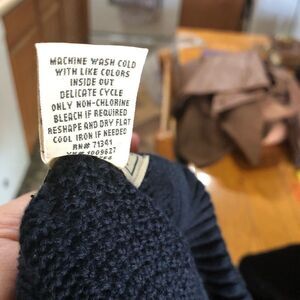 MACHINE WASH COLD
WITH LIKE COLORS
INSIDE OUT
DELICATE CYCLE
ONLY NON-CHLORINE
BLEACH IF REQUIRED
RESHAPE AND DRY FLAT
COOL IRON IF NEEDED
RN# 71341